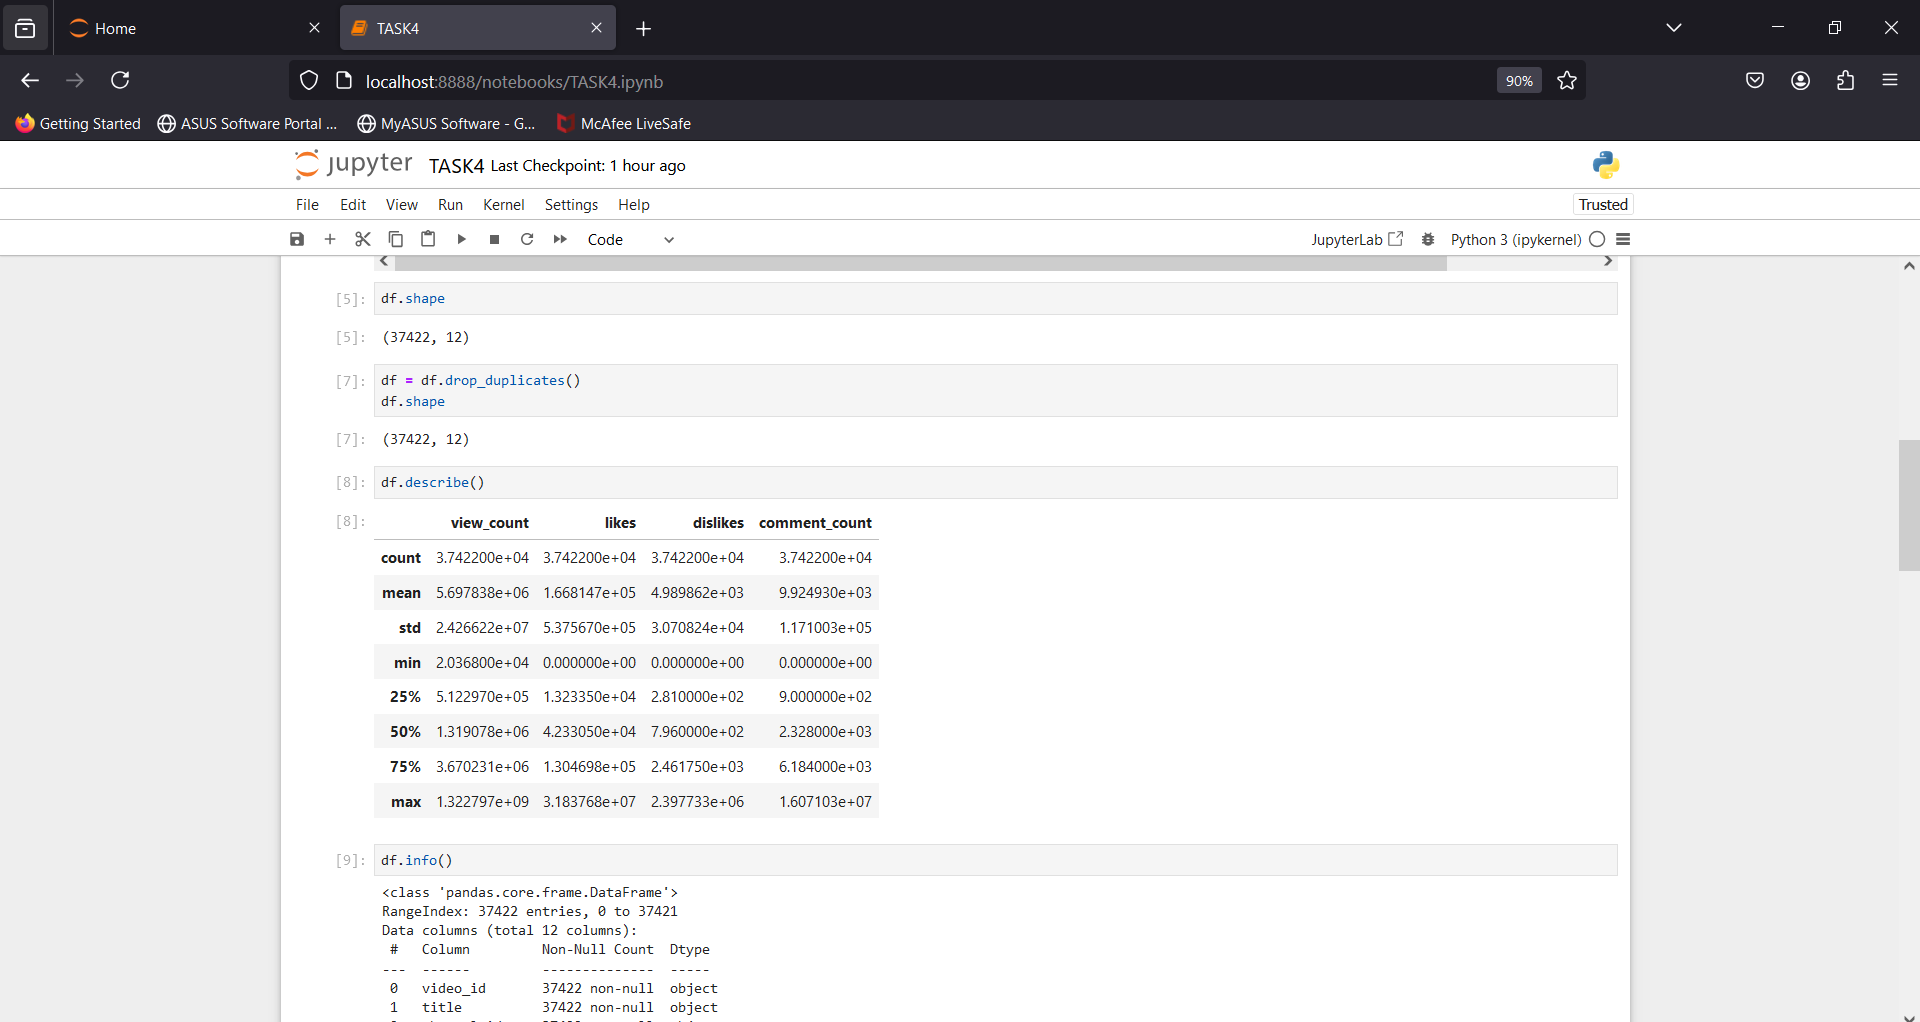 Home
TASK4
localhost:8888/notebooks/TASK4.ipynb
90%
Getting Started
ASUS Software Portal ...
MyASUS Software - G...
McAfee LiveSafe
jupyter TASK4 Last Checkpoint: 1 hour ago
File Edit View Run Kernel Settings Help
Trusted
Code
JupyterLab
Python 3 (ipykernel)
[5]: df.shape
[5]: (37422, 12)
[7]: df = df.drop_duplicates()
df.shape
[7]: (37422, 12)
[8]: df.describe()
[8]: view_count likes dislikes comment_count
count 3.742200e+04 3.742200e+04 3.742200e+04 3.742200e+04
mean 5.697838e+06 1.668147e+05 4.989862e+03 9.924930e+03
std 2.426622e+07 5.375670e+05 3.070824e+04 1.171003e+05
min 2.036800e+04 0.000000e+00 0.000000e+00 0.000000e+00
25% 5.122970e+05 1.323350e+04 2.810000e+02 9.000000e+02
50% 1.319078e+06 4.233050e+04 7.960000e+02 2.328000e+03
75% 3.670231e+06 1.304698e+05 2.461750e+03 6.184000e+03
max 1.322797e+09 3.183768e+07 2.397733e+06 1.607103e+07
[9]: df.info()
<class 'pandas.core.frame.DataFrame'>
RangeIndex: 37422 entries, 0 to 37421
Data columns (total 12 columns):
# Column Non-Null Count Dtype
--- ------ -------------- -----
0 video_id 37422 non-null object
1 title 37422 non-null object